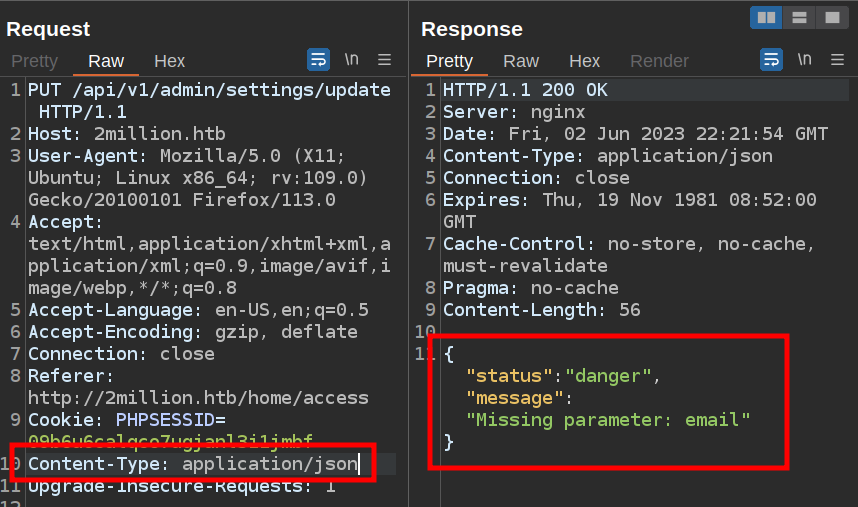 Request
Pretty Raw Hex \n
1 PUT /api/v1/admin/settings/update
HTTP/1.1
2 Host: 2million.htb
3 User-Agent: Mozilla/5.0 (X11;
Ubuntu; Linux x86_64; rv:109.0)
Gecko/20100101 Firefox/113.0
4 Accept:
text/html,application/xhtml+xml,a
pplication/xml;q=0.9,image/avif,i
mage/webp,*/*;q=0.8
5 Accept-Language: en-US,en;q=0.5
6 Accept-Encoding: gzip, deflate
7 Connection: close
8 Referer:
http://2million.htb/home/access
9 Cookie: PHPSESSID=
10 Content-Type: application/json
11 Upgrade-Insecure-Requests: 1
Response
Pretty Raw Hex Render \n
1 HTTP/1.1 200 OK
2 Server: nginx
3 Date: Fri, 02 Jun 2023 22:21:54 GMT
4 Content-Type: application/json
5 Connection: close
6 Expires: Thu, 19 Nov 1981 08:52:00
GMT
7 Cache-Control: no-store, no-cache,
must-revalidate
8 Pragma: no-cache
9 Content-Length: 56
10
11 {
"status":"danger",
"message":
"Missing parameter: email"
}